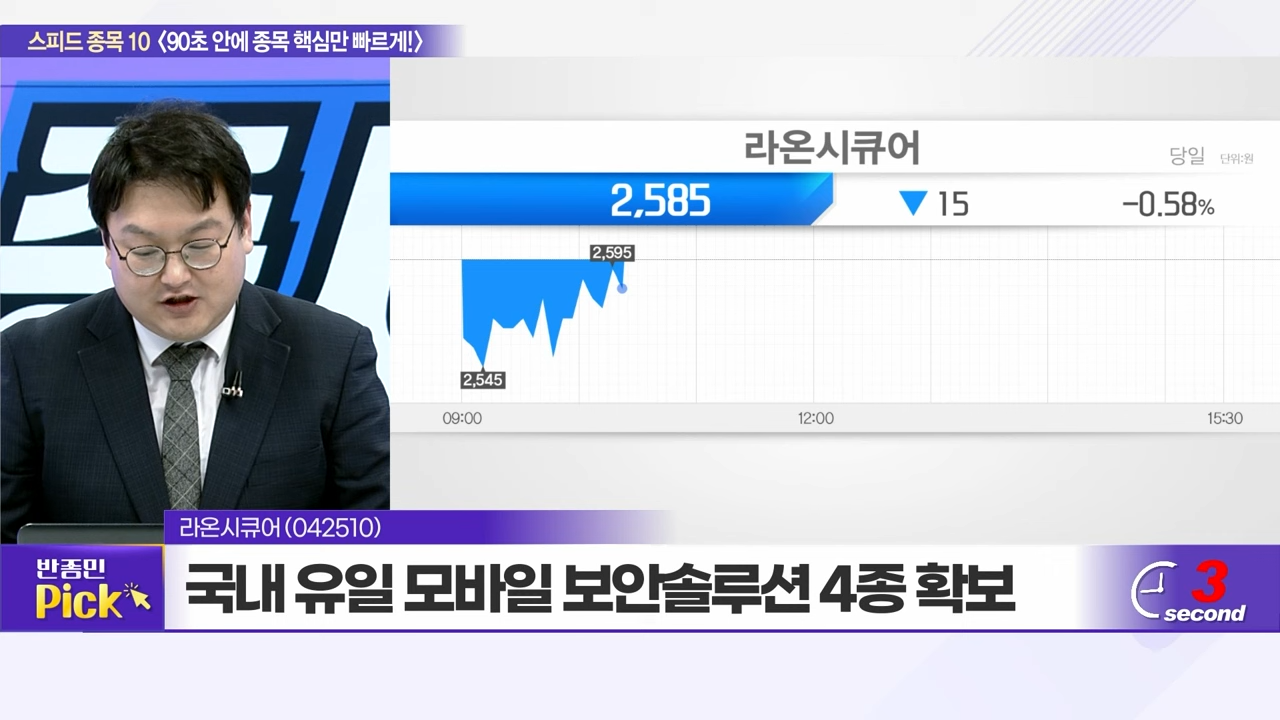 스피드 종목 10 〈90초 안에 종목 핵심만 빠르게!〉
라온시큐어
당일 단위:원
2,585 ▼ 15 -0.58%
2,595
2,545
09:00 12:00 15:30
라온시큐어(042510)
반종민
Pick
국내 유일 모바일 보안솔루션 4종 확보
3
second